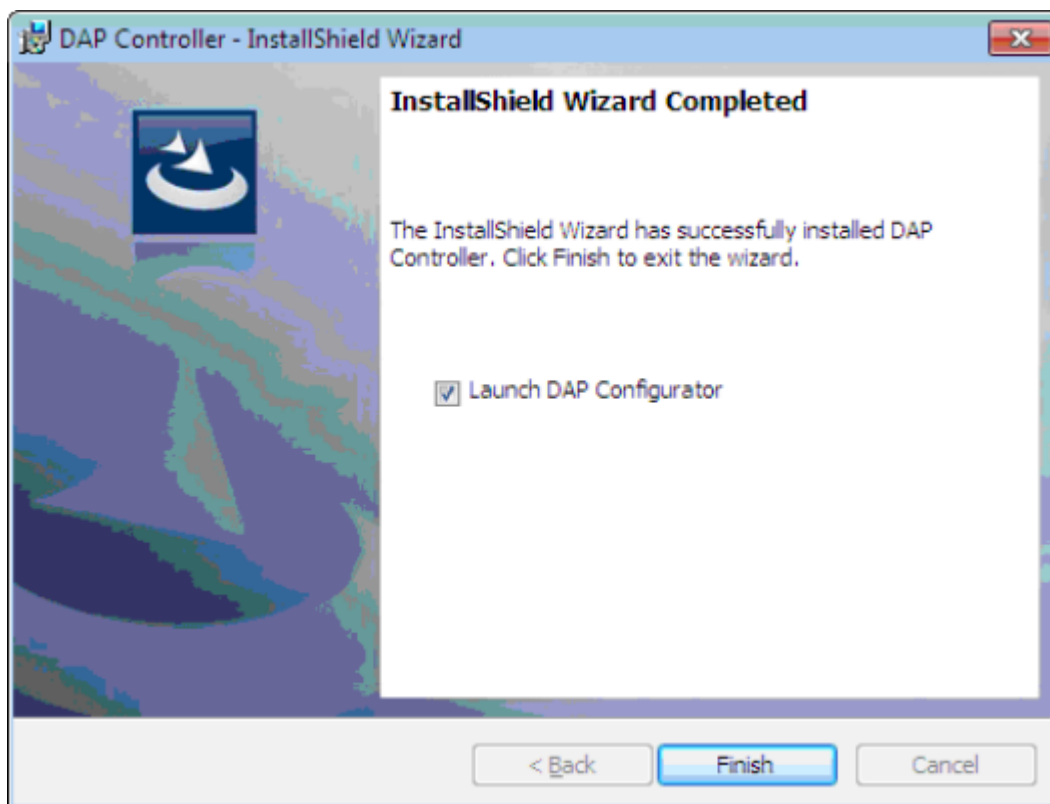 DAP Controller - InstallShield Wizard
InstallShield Wizard Completed
The InstallShield Wizard has successfully installed DAP
Controller. Click Finish to exit the wizard.
Launch DAP Configurator
< Back
Finish
Cancel